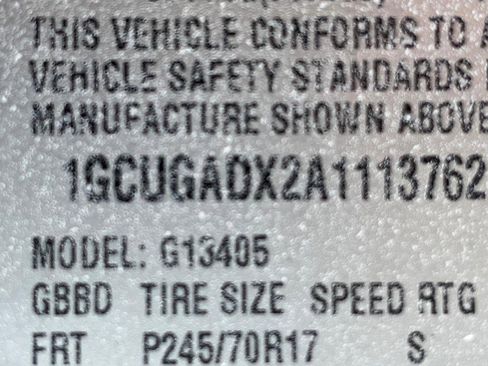 THIS VEHICLE CONFORMS TO A
VEHICLE SAFETY STANDARDS
MANUFACTURE SHOWN ABOVE
1GCUGADX2A1113762
MODEL: G13405
GBBD TIRE SIZE SPEED RTG
FRT P245/70R17 S